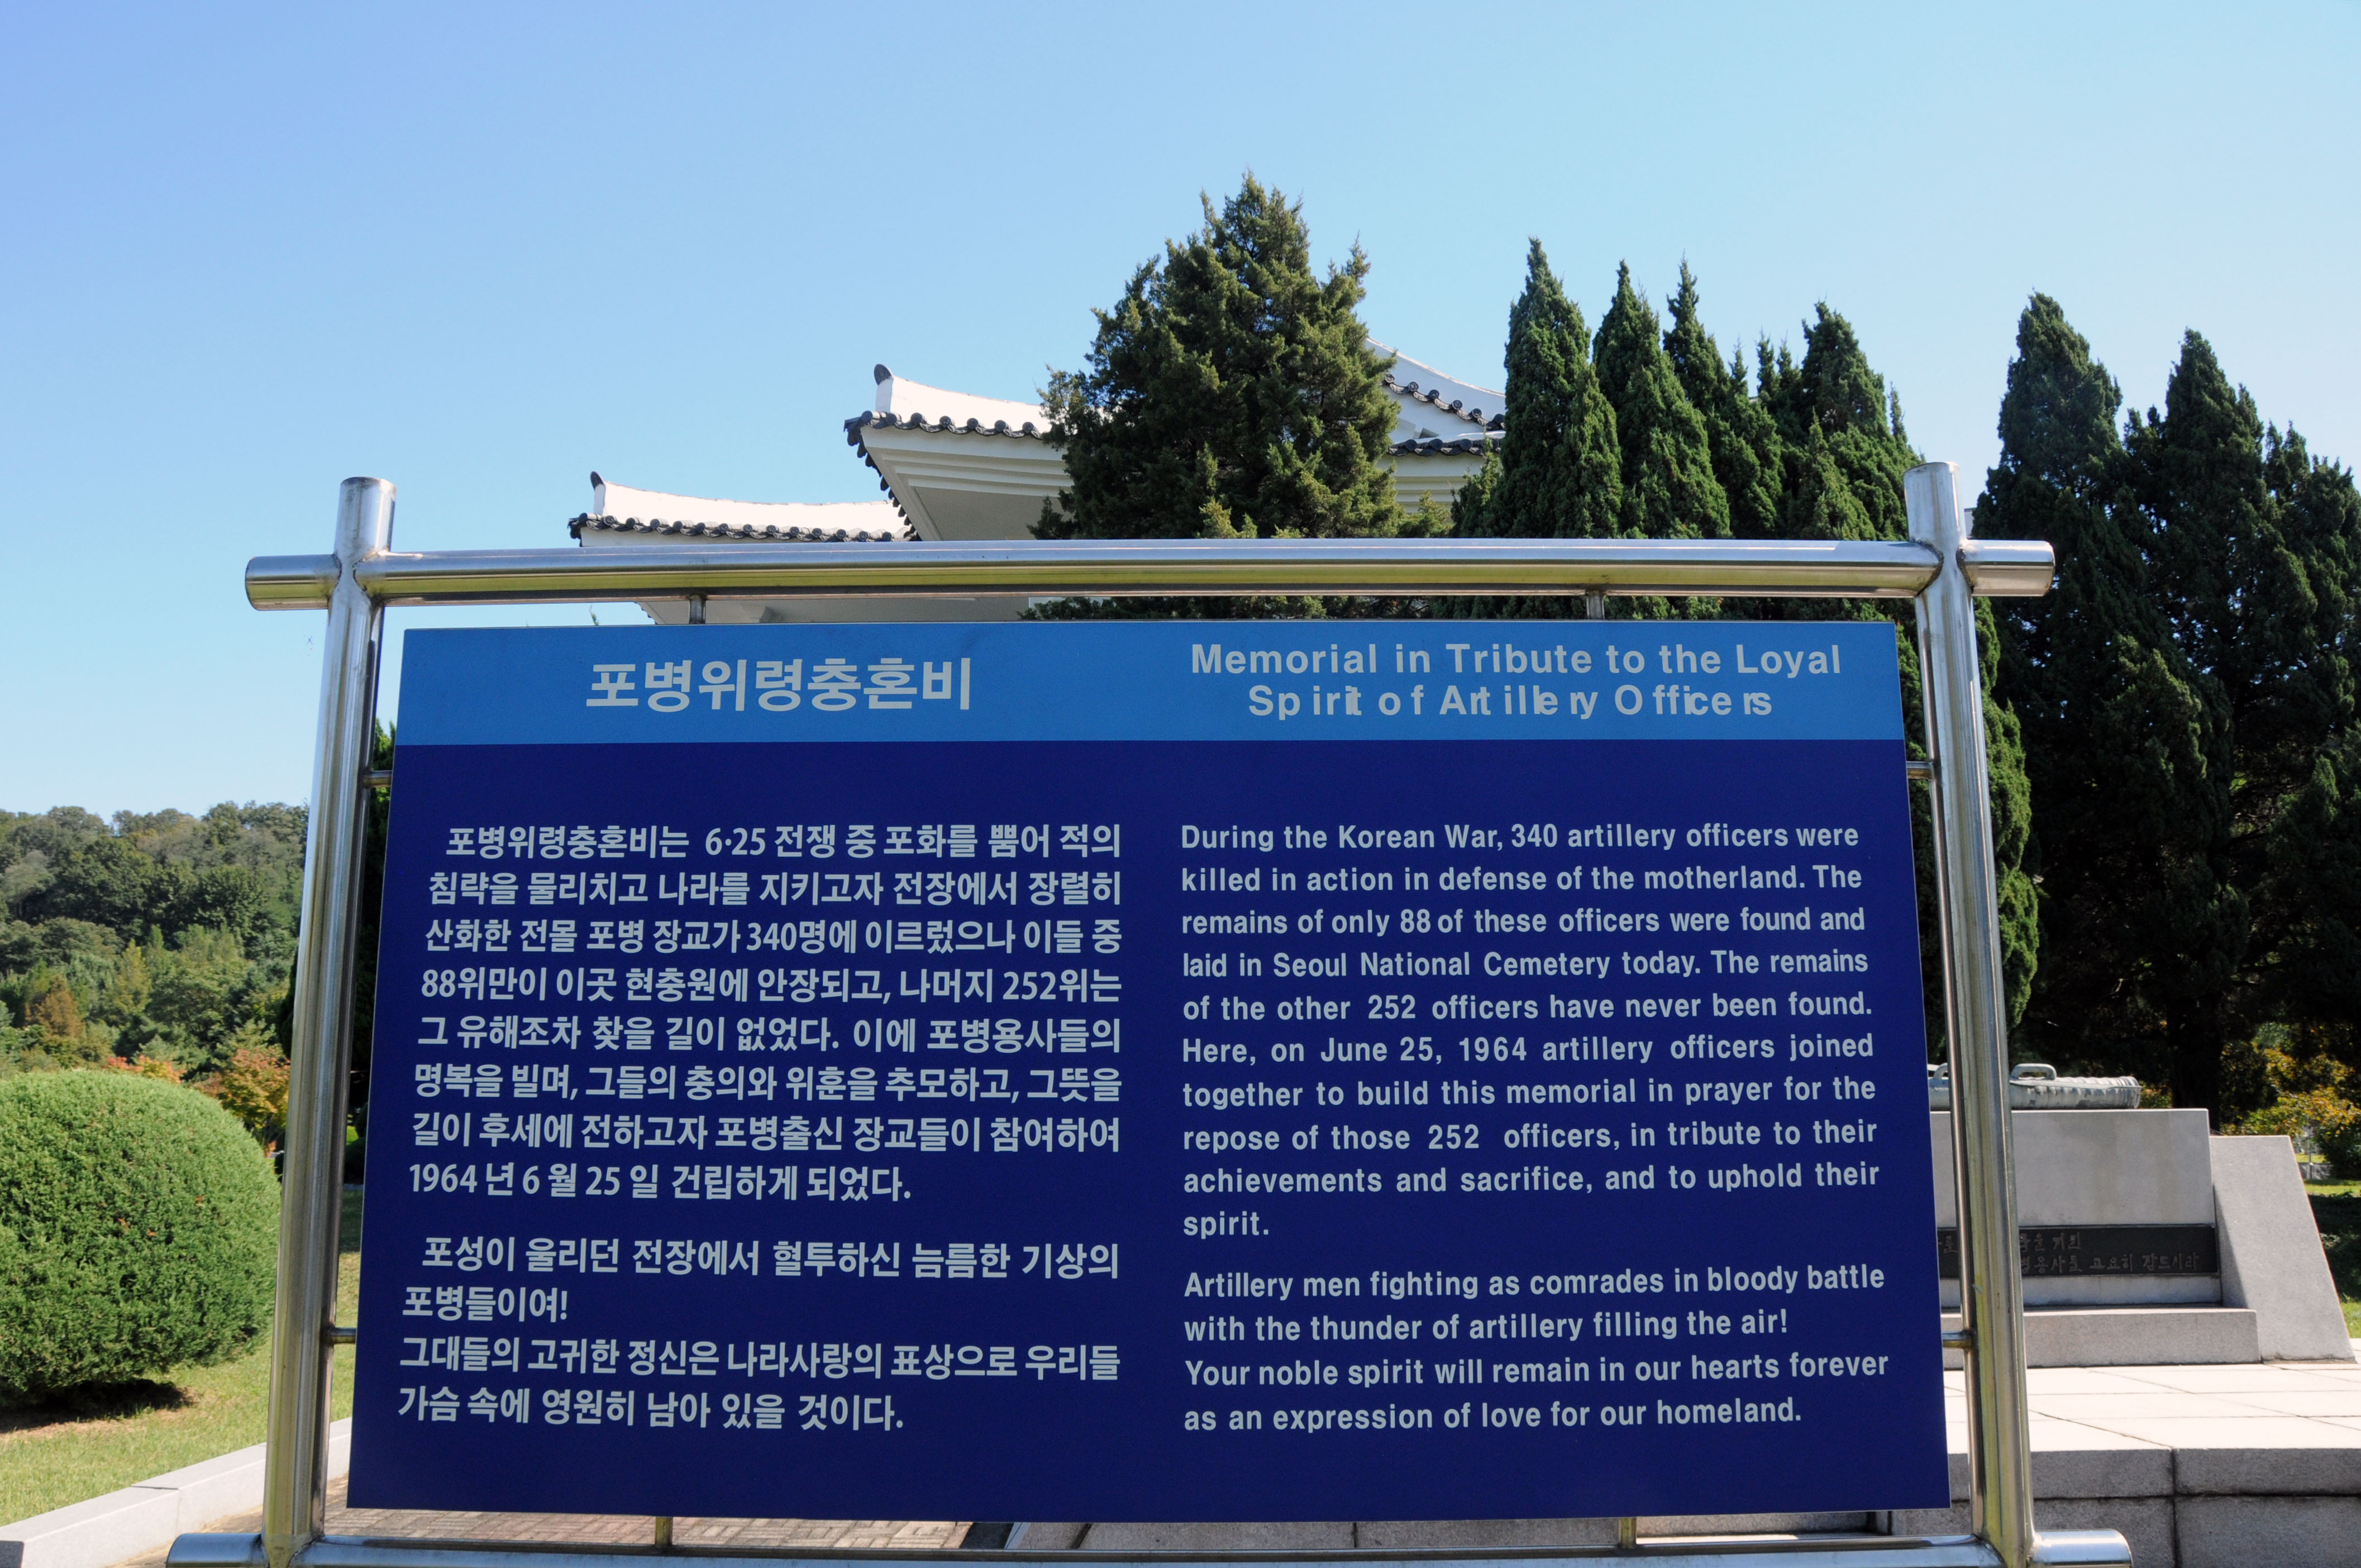 포병위령충혼비
포병위령충혼비는 6·25 전쟁 중 포화를 뿜어 적의
침략을 물리치고 나라를 지키고자 전장에서 장렬히
산화한 전몰 포병 장교가 340명에 이르렀으나 이들 중
88위만이 이곳 현충원에 안장되고, 나머지 252위는
그 유해조차 찾을 길이 없었다. 이에 포병용사들의
명복을 빌며, 그들의 충의와 위훈을 추모하고, 그뜻을
길이 후세에 전하고자 포병출신 장교들이 참여하여
1964 년 6 월 25 일 건립하게 되었다.
포성이 울리던 전장에서 혈투하신 늠름한 기상의
포병들이여!
그대들의 고귀한 정신은 나라사랑의 표상으로 우리들
가슴 속에 영원히 남아 있을 것이다.
Memorial in Tribute to the Loyal
Spirit of Artillery Officers
During the Korean War, 340 artillery officers were
killed in action in defense of the motherland. The
remains of only 88 of these officers were found and
laid in Seoul National Cemetery today. The remains
of the other 252 officers have never been found.
Here, on June 25, 1964 artillery officers joined
together to build this memorial in prayer for the
repose of those 252 officers, in tribute to their
achievements and sacrifice, and to uphold their
spirit.
Artillery men fighting as comrades in bloody battle
with the thunder of artillery filling the air!
Your noble spirit will remain in our hearts forever
as an expression of love for our homeland.
고요히 잠드시라